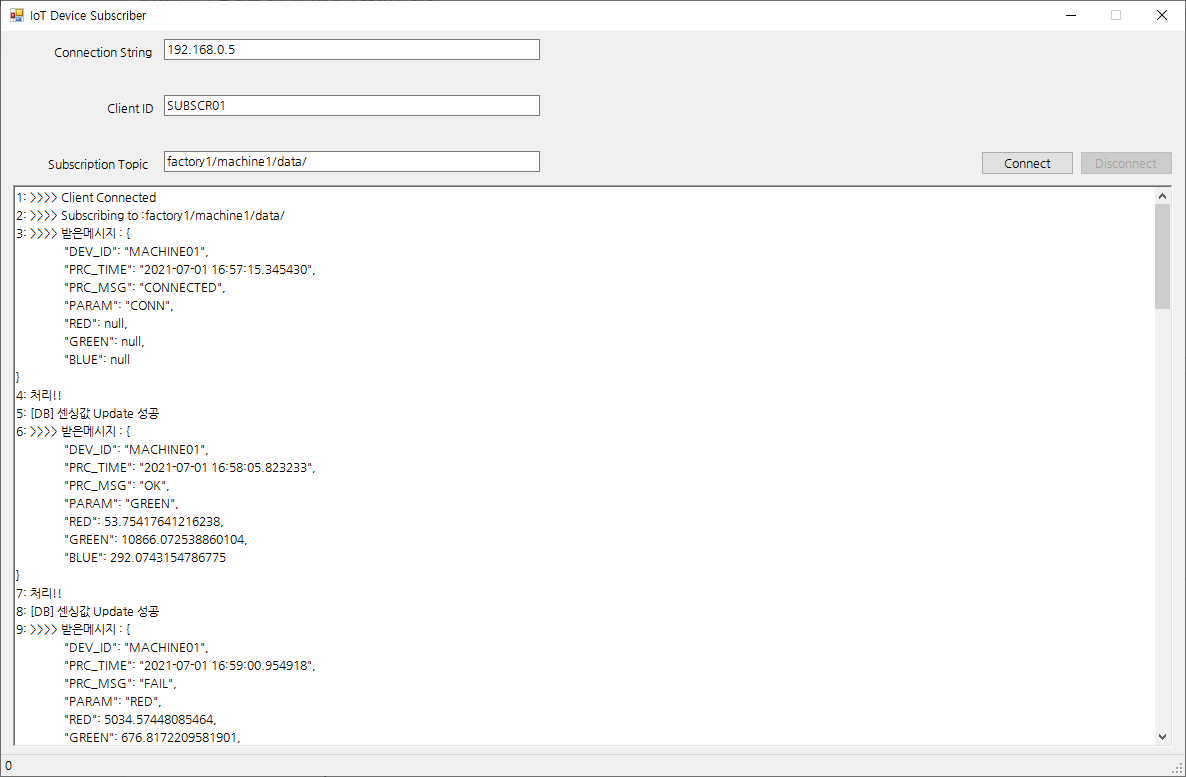 IoT Device Subscriber
Connection String 192.168.0.5
Client ID SUBSCR01
Subscription Topic factory1/machine1/data/ Connect Disconnect
1: >>>> Client Connected
2: >>>> Subscribing to :factory1/machine1/data/
3: >>>> 받은메시지 : {
"DEV_ID": "MACHINE01",
"PRC_TIME": "2021-07-01 16:57:15.345430",
"PRC_MSG": "CONNECTED",
"PARAM": "CONN",
"RED": null,
"GREEN": null,
"BLUE": null
}
4: 처리!!
5: [DB] 센싱값 Update 성공
6: >>>> 받은메시지 : {
"DEV_ID": "MACHINE01",
"PRC_TIME": "2021-07-01 16:58:05.823233",
"PRC_MSG": "OK",
"PARAM": "GREEN",
"RED": 53.75417641216238,
"GREEN": 10866.072538860104,
"BLUE": 292.0743154786775
}
7: 처리!!
8: [DB] 센싱값 Update 성공
9: >>>> 받은메시지 : {
"DEV_ID": "MACHINE01",
"PRC_TIME": "2021-07-01 16:59:00.954918",
"PRC_MSG": "FAIL",
"PARAM": "RED",
"RED": 5034.57448085464,
"GREEN": 676.8172209581901,
0